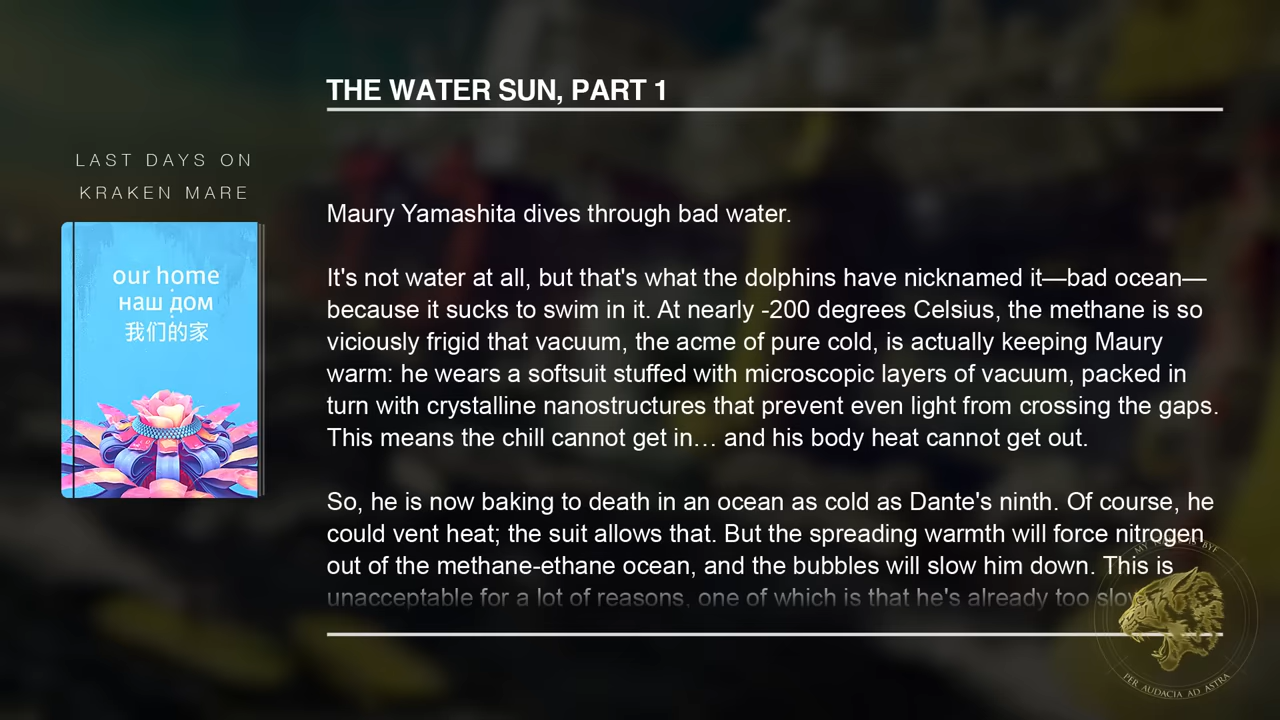 THE WATER SUN, PART 1
LAST DAYS ON
KRAKEN MARE
our home
наш дом
我们的家
Maury Yamashita dives through bad water.
It's not water at all, but that's what the dolphins have nicknamed it—bad ocean—
because it sucks to swim in it. At nearly -200 degrees Celsius, the methane is so
viciously frigid that vacuum, the acme of pure cold, is actually keeping Maury
warm: he wears a softsuit stuffed with microscopic layers of vacuum, packed in
turn with crystalline nanostructures that prevent even light from crossing the gaps.
This means the chill cannot get in… and his body heat cannot get out.
So, he is now baking to death in an ocean as cold as Dante's ninth. Of course, he
could vent heat; the suit allows that. But the spreading warmth will force nitrogen
out of the methane-ethane ocean, and the bubbles will slow him down. This is
unacceptable for a lot of reasons, one of which is that he's already too
MY BYF
PER AUDACIA AD ASTRA